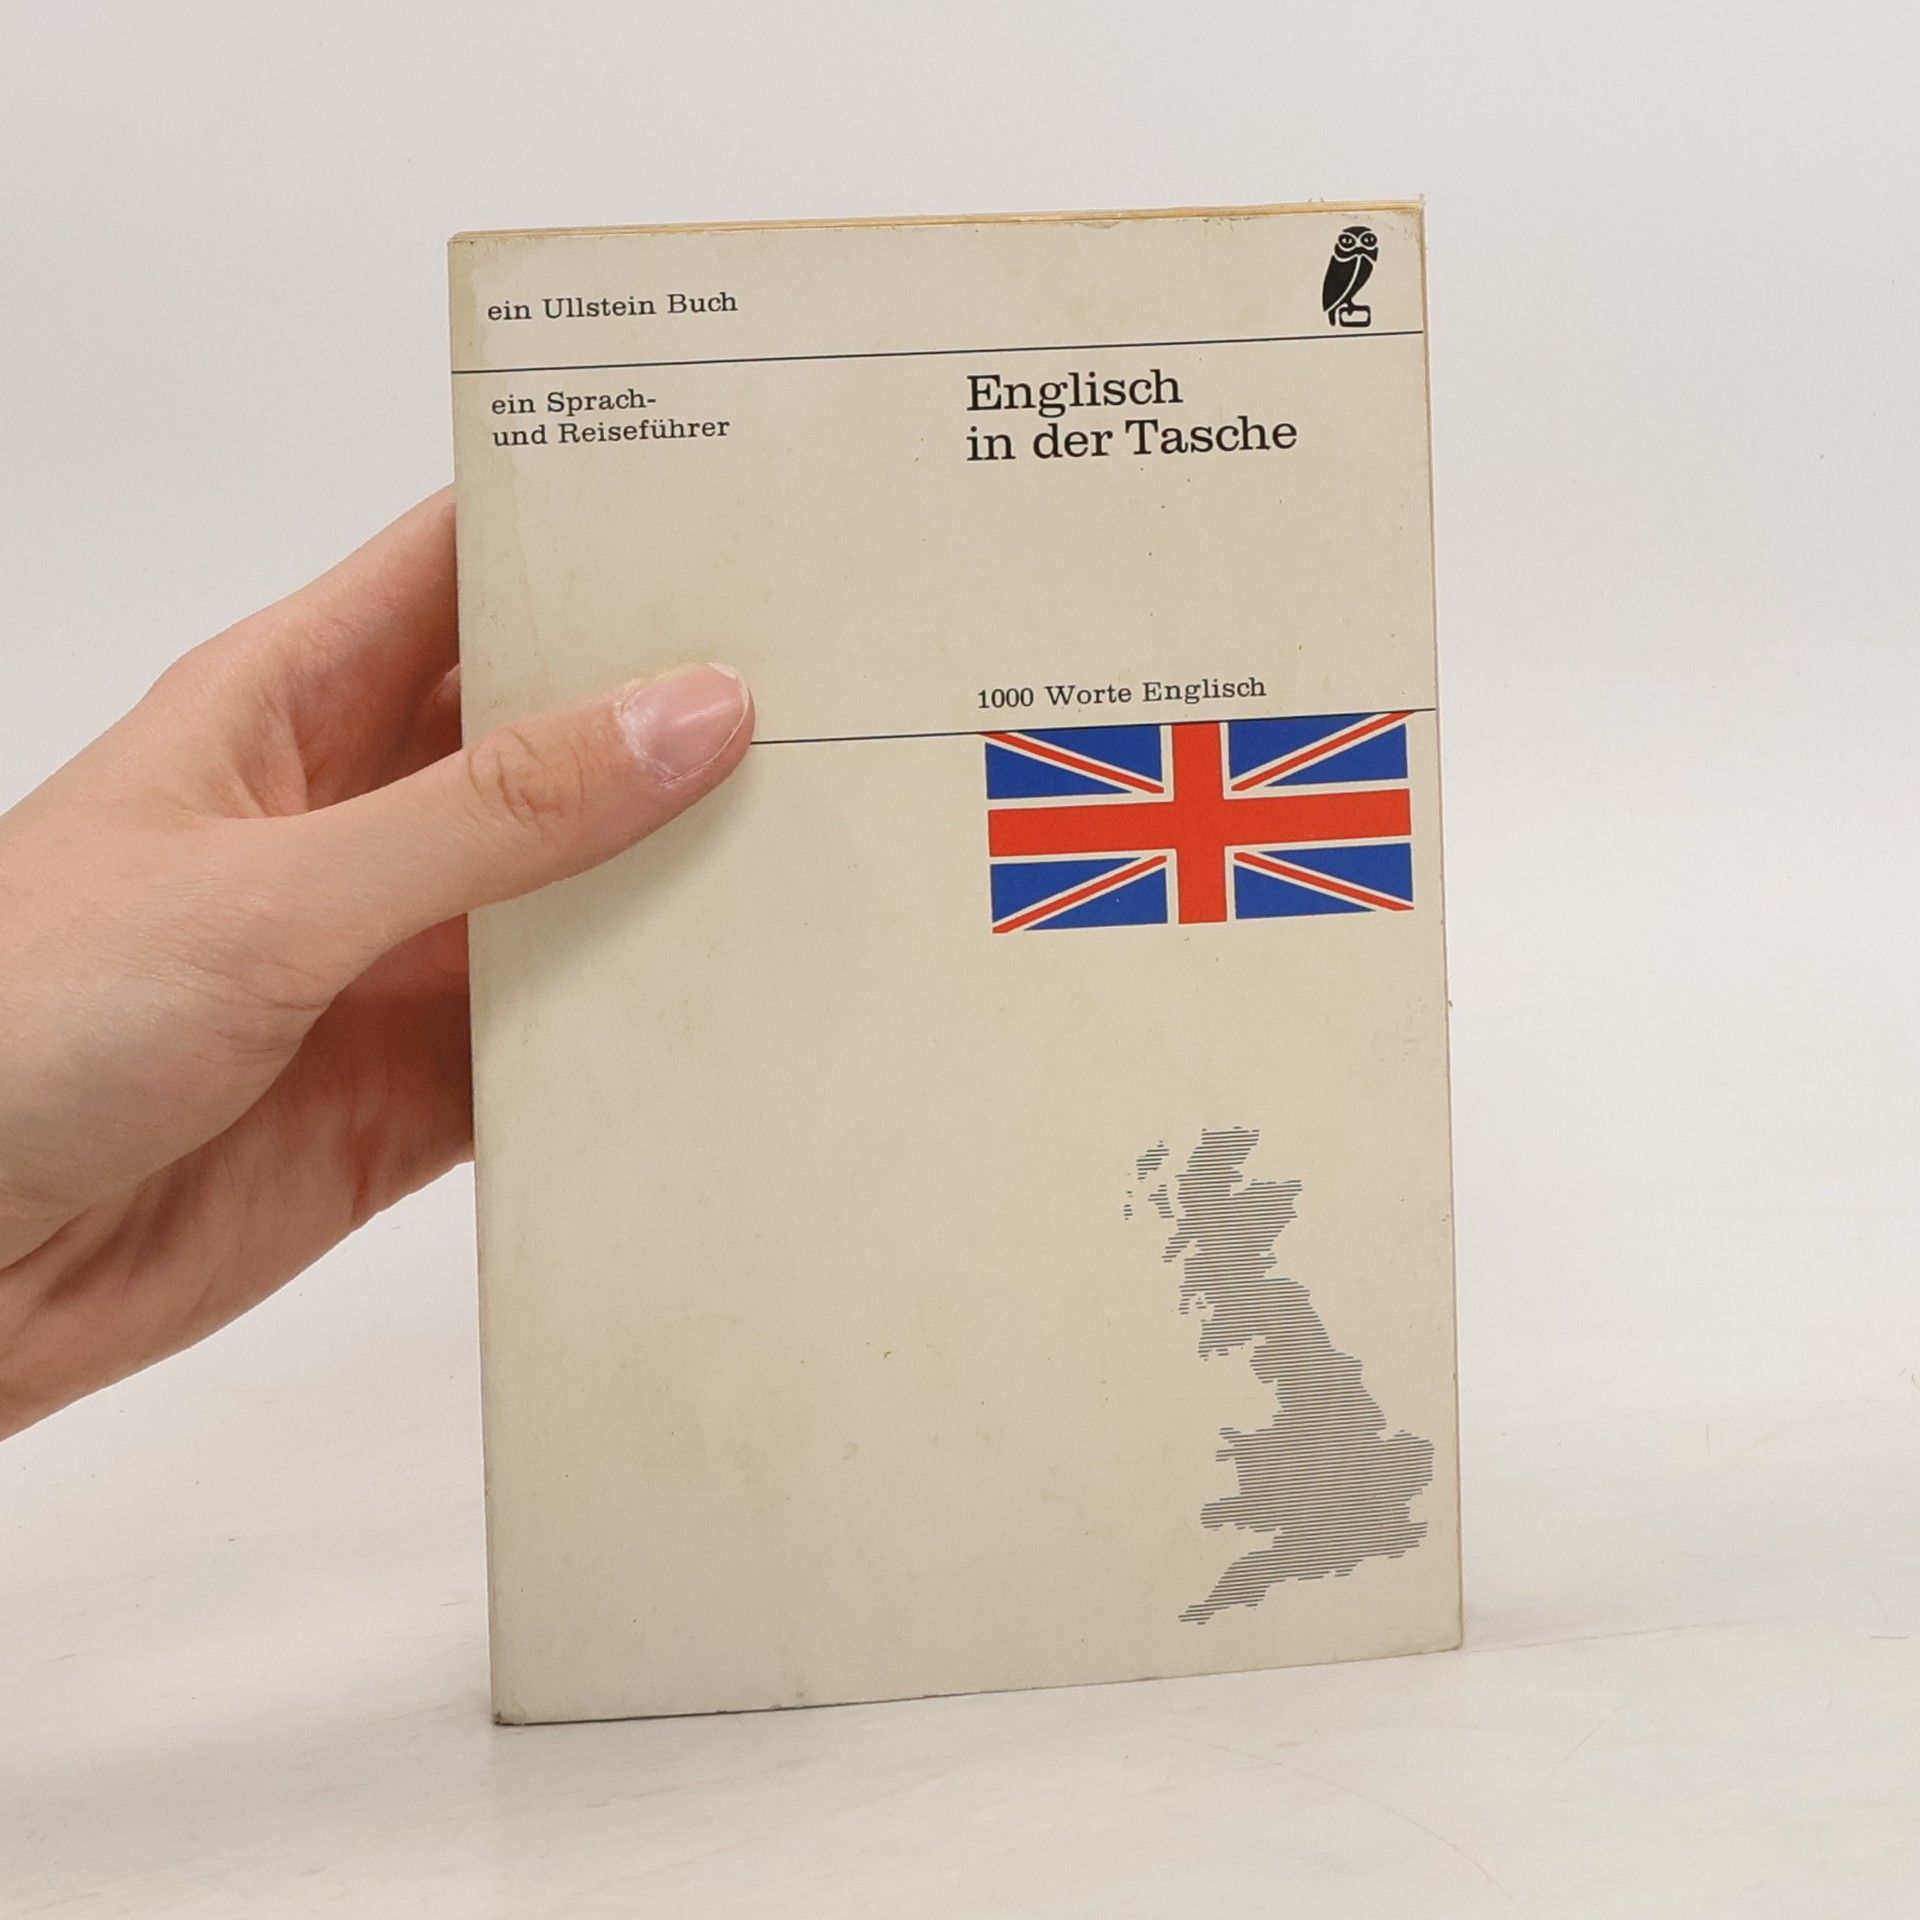 ein Ullstein Buch
ein Sprach-
und Reiseführer
Englisch
in der Tasche
1000 Worte Englisch